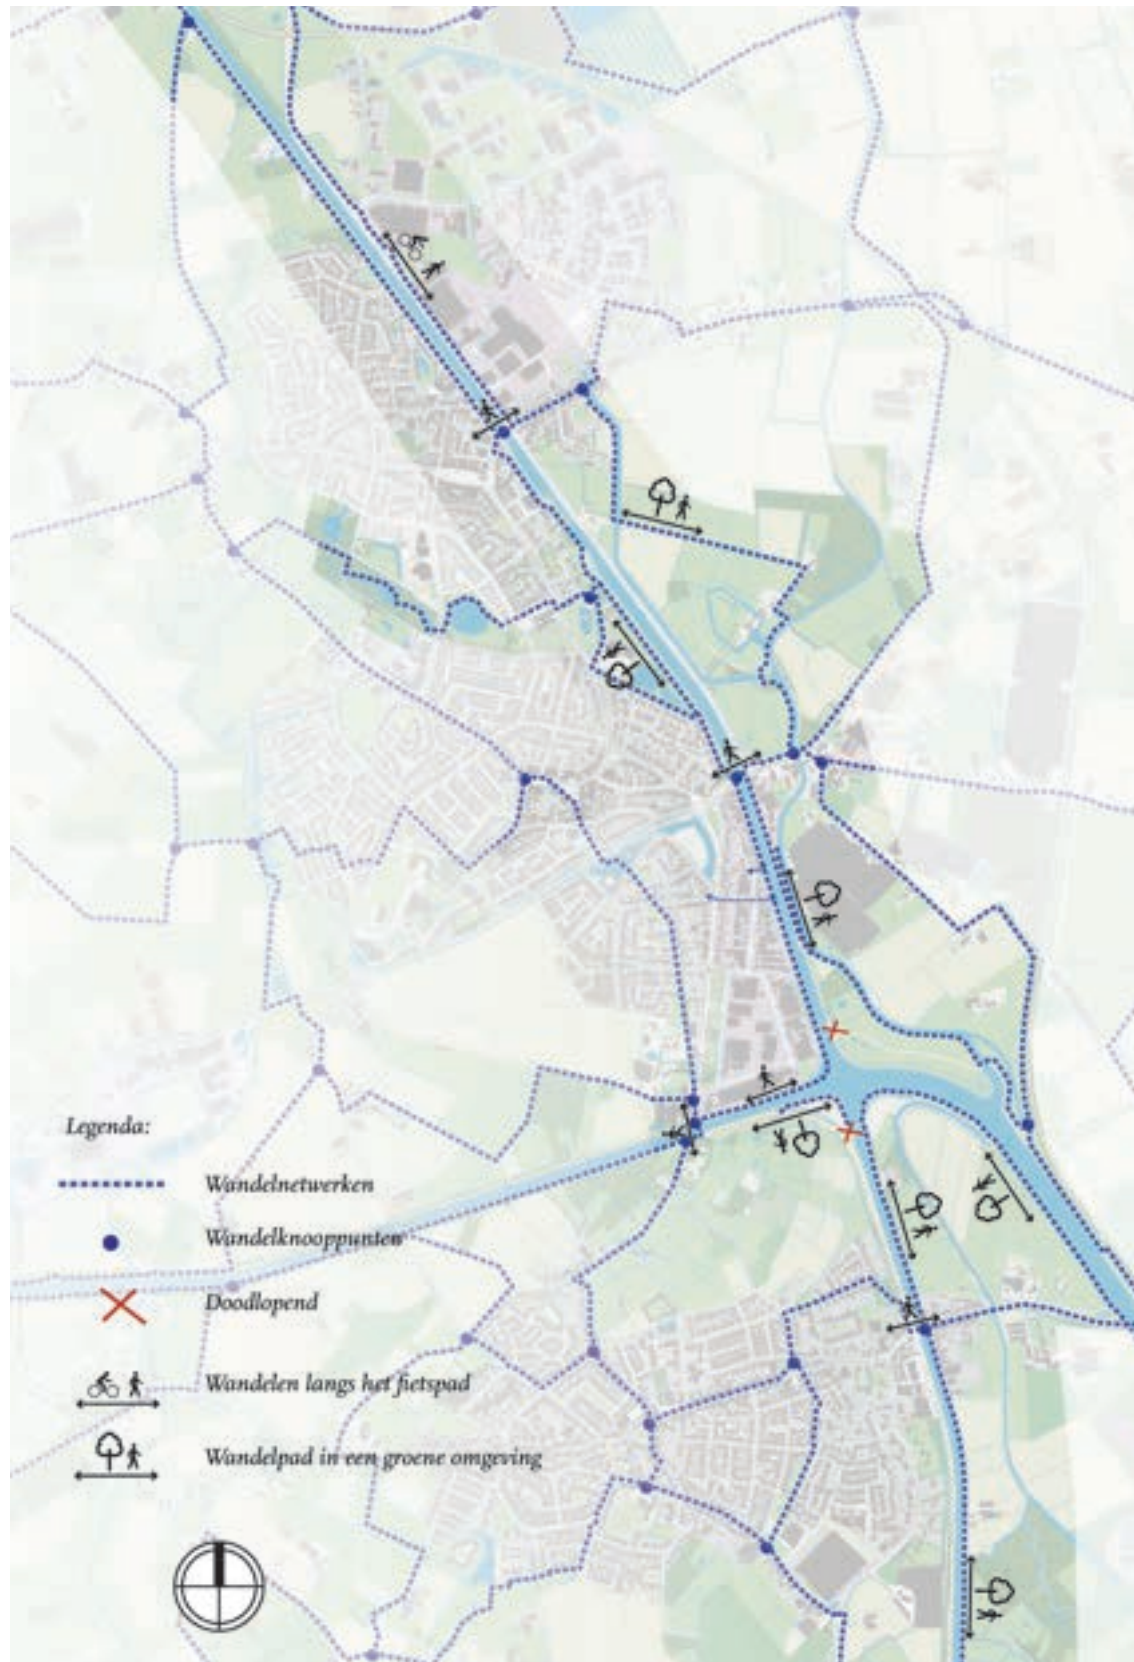 Legenda:
Wandelnetwerken
Wandelknooppunten
Doodlopend
Wandelen langs het fietspad
Wandelpad in een groene omgeving